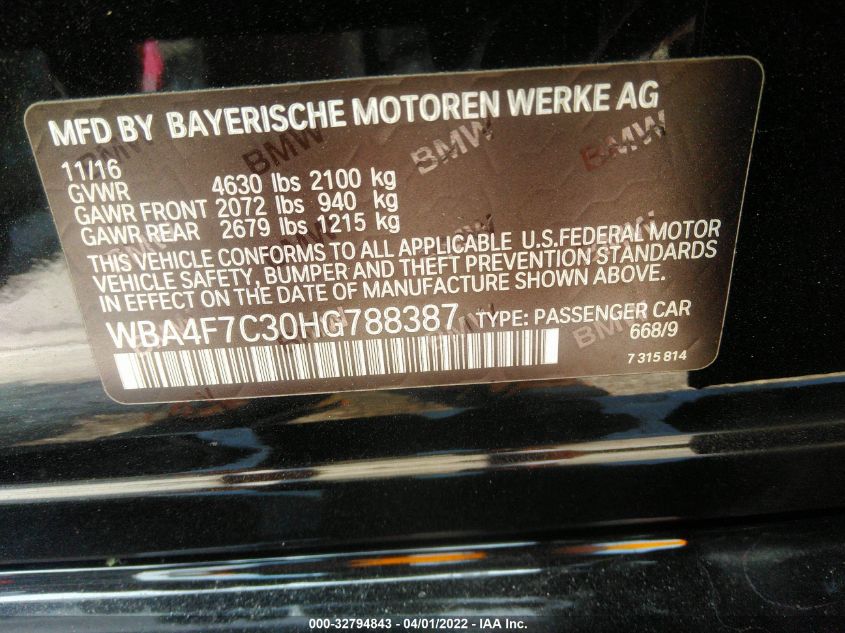 MFD BY BAYERISCHE MOTOREN WERKE AG
11/16
GVWR 4630 lbs 2100 kg
GAWR FRONT 2072 lbs 940 kg
GAWR REAR 2679 lbs 1215 kg
THIS VEHICLE CONFORMS TO ALL APPLICABLE U.S.FEDERAL MOTOR
VEHICLE SAFETY, BUMPER AND THEFT PREVENTION STANDARDS
IN EFFECT ON THE DATE OF MANUFACTURE SHOWN ABOVE.
WBA4F7C30HG788387 TYPE: PASSENGER CAR
668/9
7 315 814
000-32794843 - 04/01/2022 - IAA Inc.